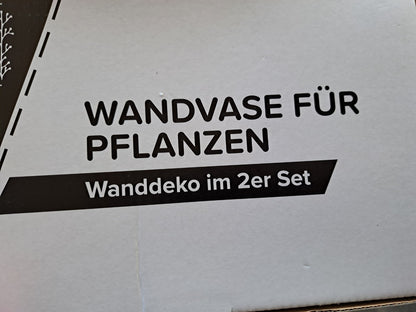 WANDVASE FÜR
PFLANZEN
Wanddeko im 2er Set